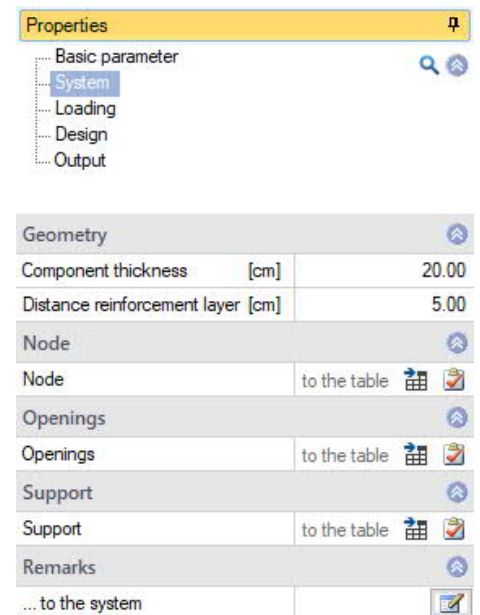 Properties
Basic parameter
System
Loading
Design
Output
Geometry
Component thickness [cm] 20.00
Distance reinforcement layer [cm] 5.00
Node
Node to the table
Openings
Openings to the table
Support
Support to the table
Remarks
... to the system